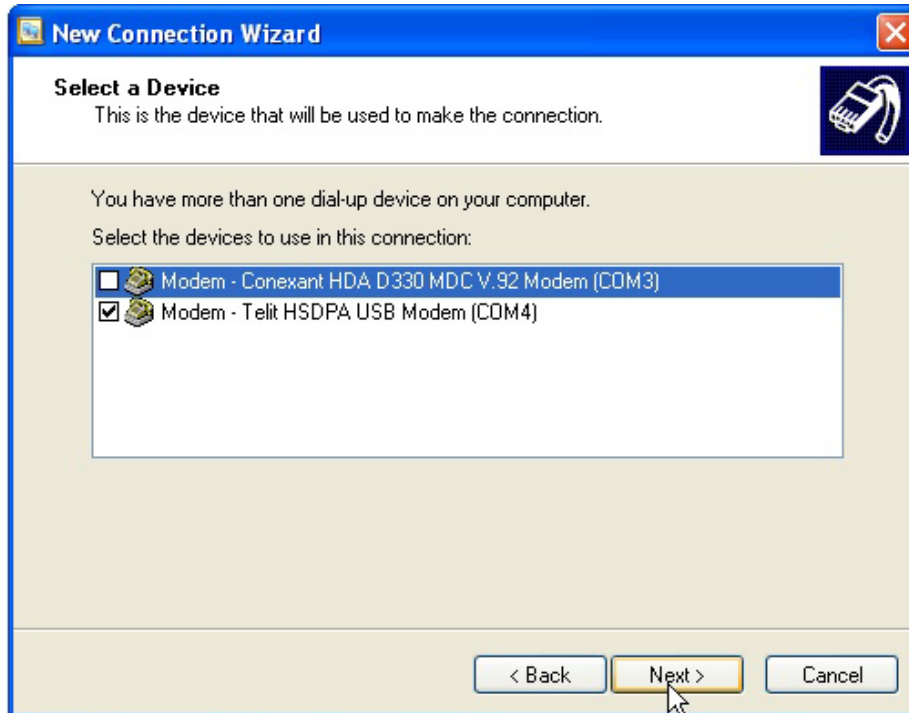 New Connection Wizard
Select a Device
This is the device that will be used to make the connection.
You have more than one dial-up device on your computer.
Select the devices to use in this connection:
Modem - Conexant HDA D330 MDC V.92 Modem (COM3)
Modem - Telit HSDPA USB Modem (COM4)
< Back
Next >
Cancel